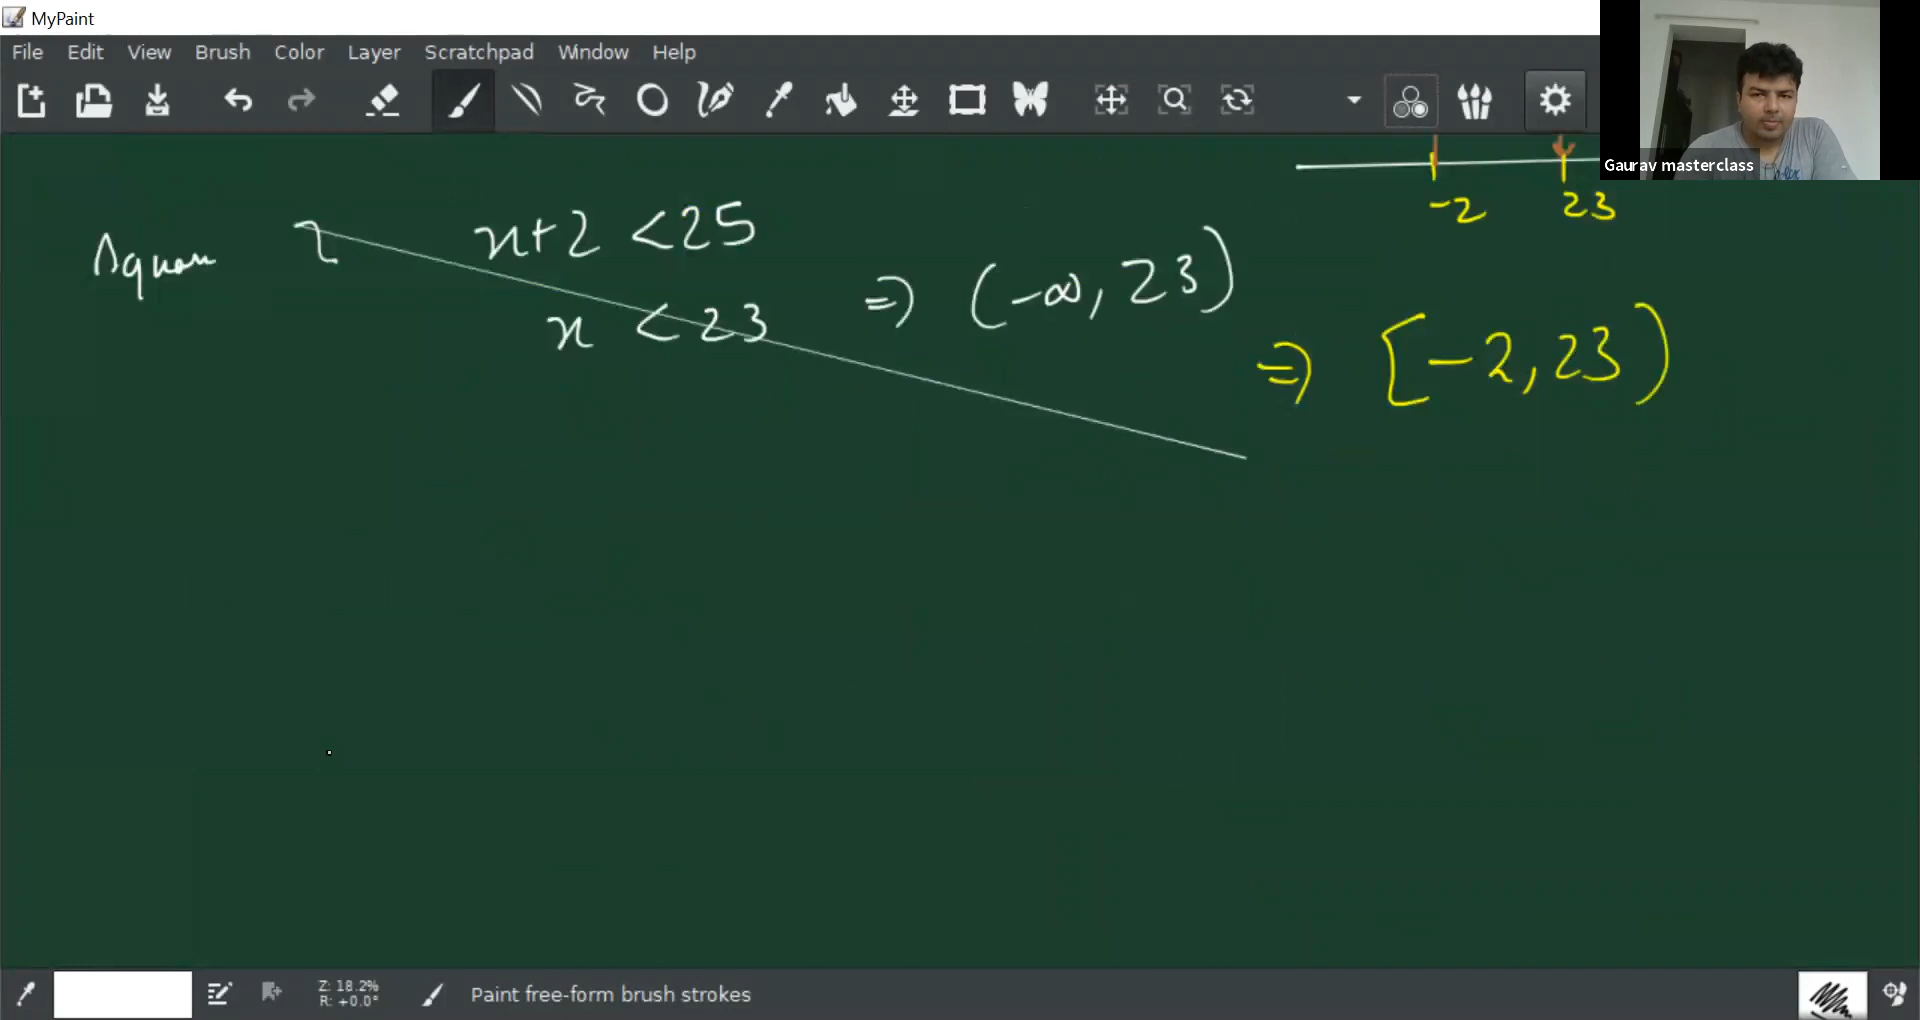 MyPaint
File Edit View Brush Color Layer Scratchpad Window Help
Gaurav masterclass
-2 23
Square
x+2 <25
x <23
⇒ (-∞, 23)
⇒ [-2, 23)
Z: 18.2%
R: +0.0°
Paint free-form brush strokes